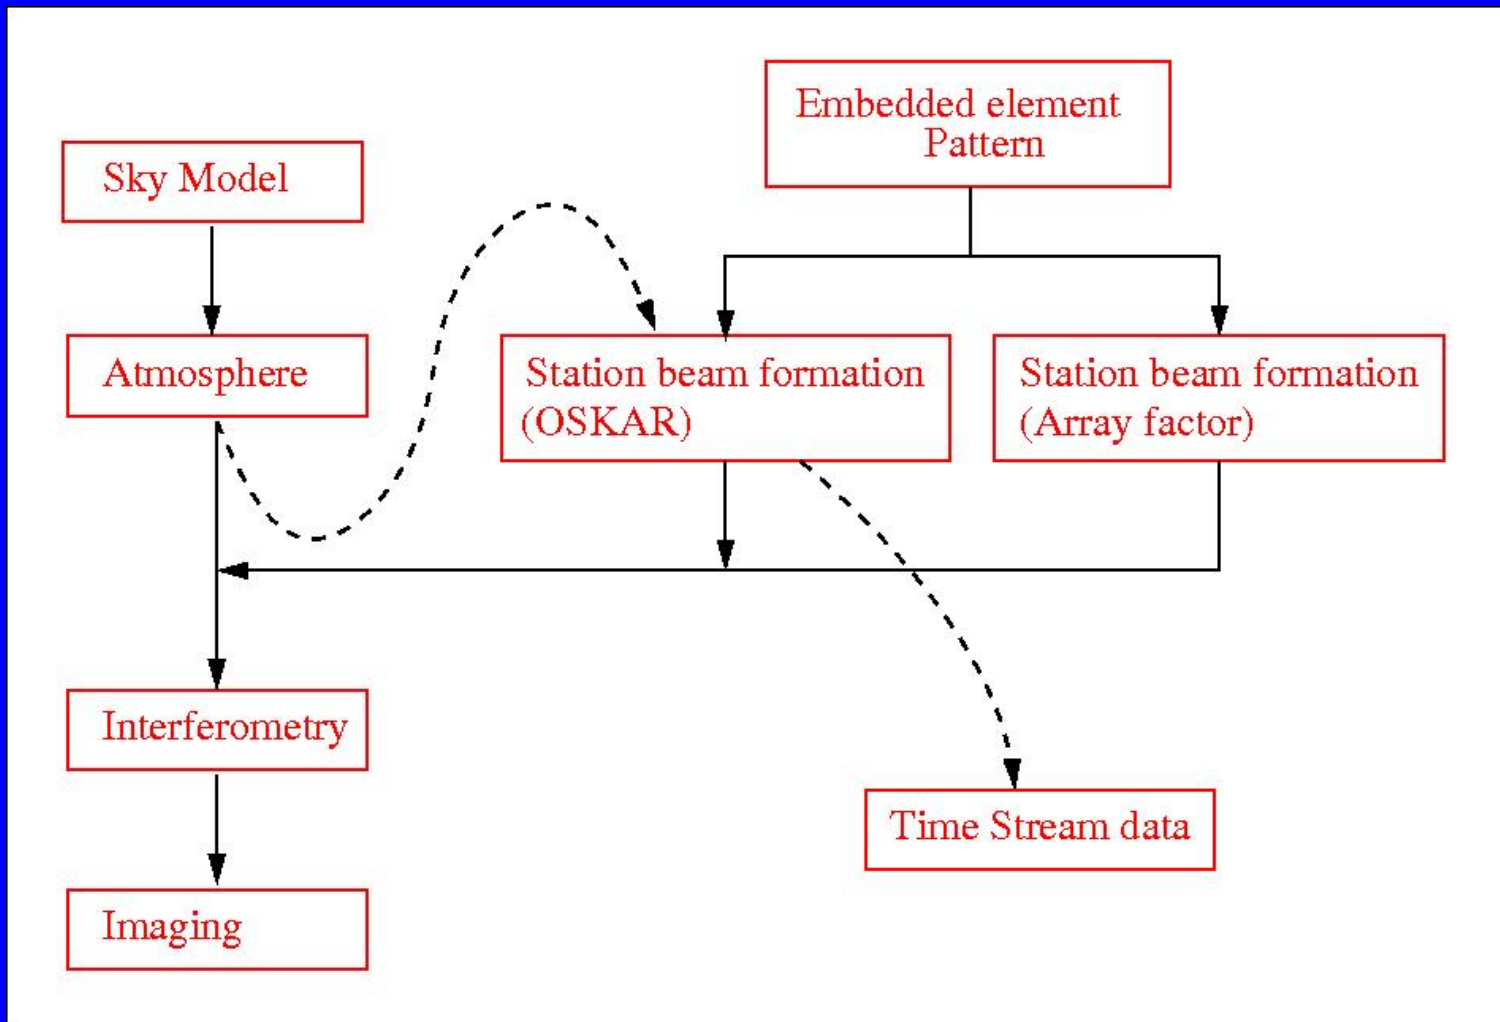 Embedded element
Pattern
Sky Model
Atmosphere
Station beam formation
(OSKAR)
Station beam formation
(Array factor)
Interferometry
Time Stream data
Imaging